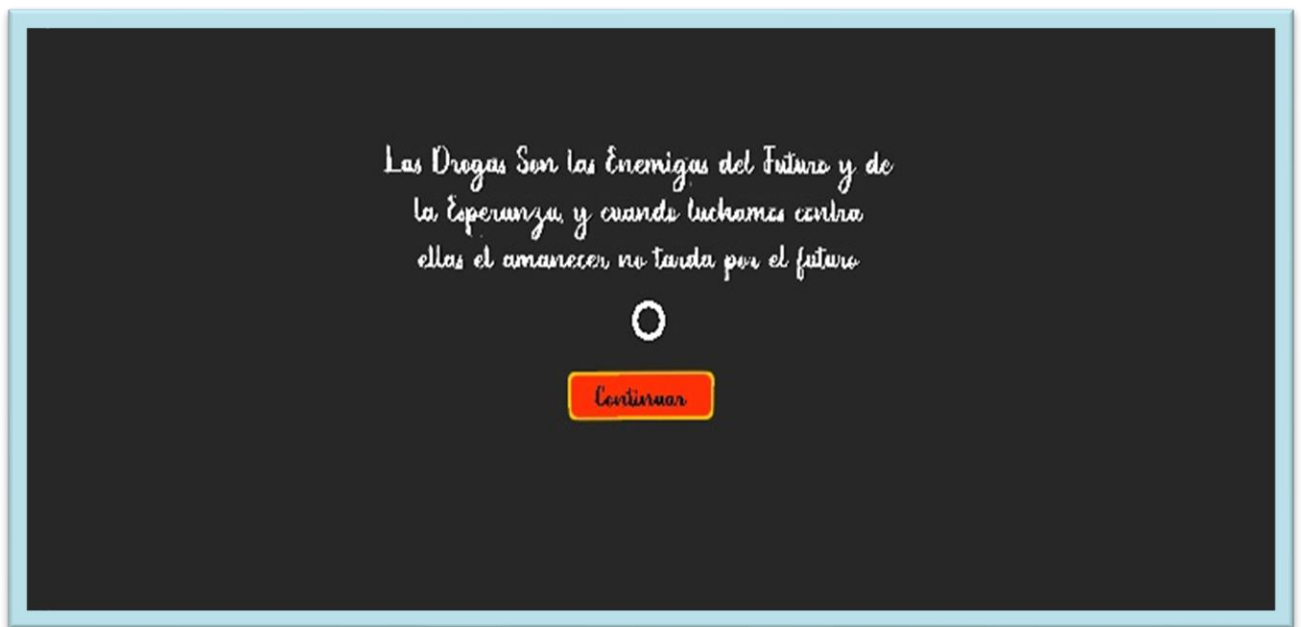 Las Drogas Son las Enemigas del Futuro y de
la Esperanza, y cuando luchamos contra
ellas el amanecer no tarda por el futuro
Continuar